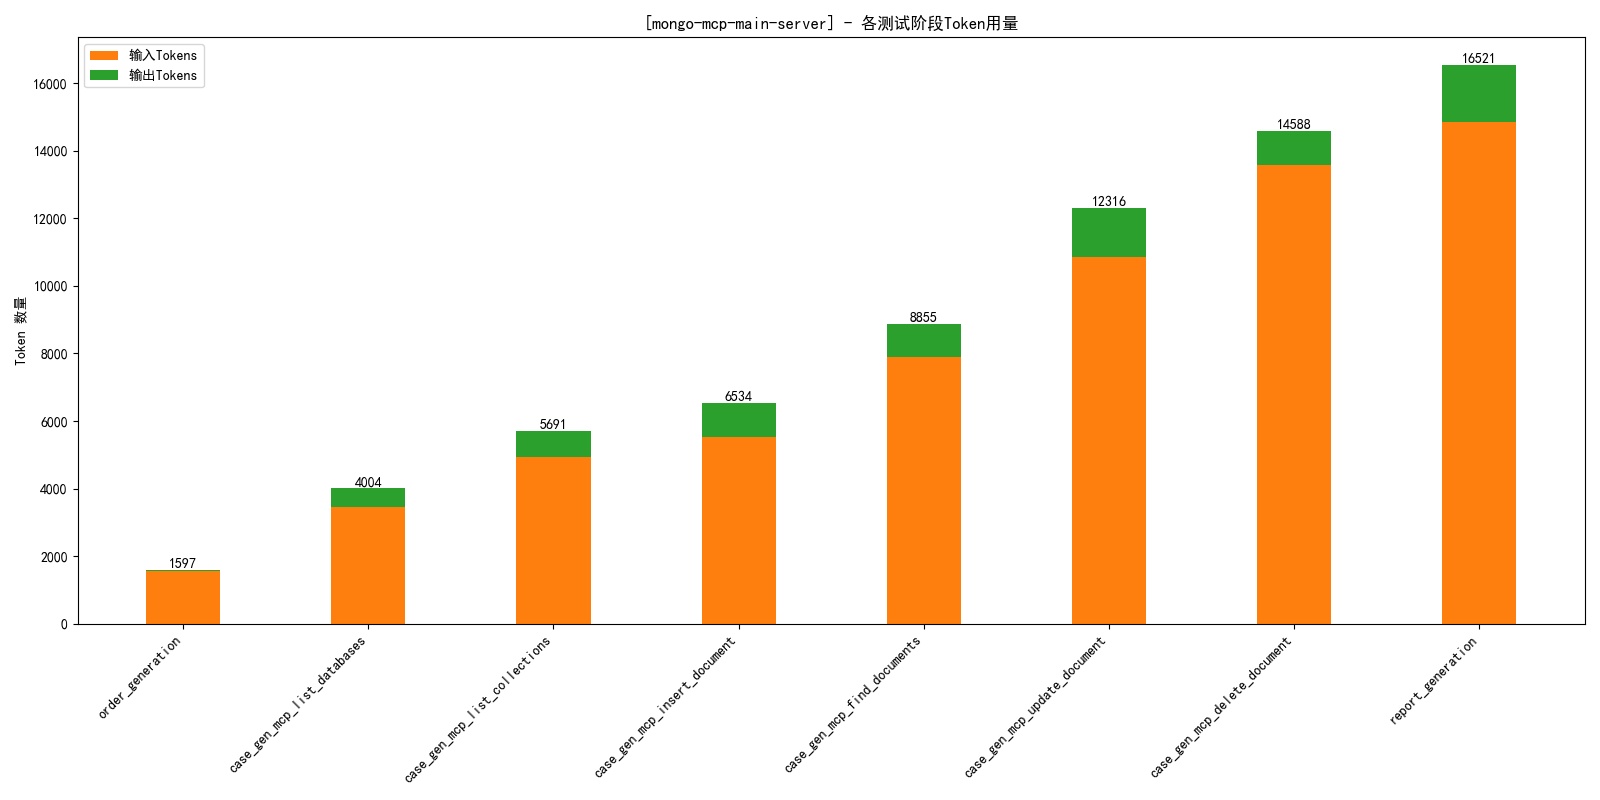 [mongo-mcp-main-server] - 各测试阶段Token用量
输入Tokens
输出Tokens
Token 数量
16000
14000
12000
10000
8000
6000
4000
2000
0
1597
4004
5691
6534
8855
12316
14588
16521
order_generation
case_gen_mcp_list_databases
case_gen_mcp_list_collections
case_gen_mcp_insert_document
case_gen_mcp_find_documents
case_gen_mcp_update_document
case_gen_mcp_delete_document
report_generation